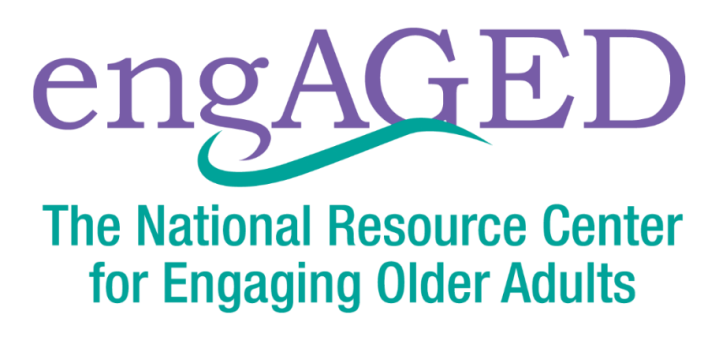 engAGED
The National Resource Center
for Engaging Older Adults